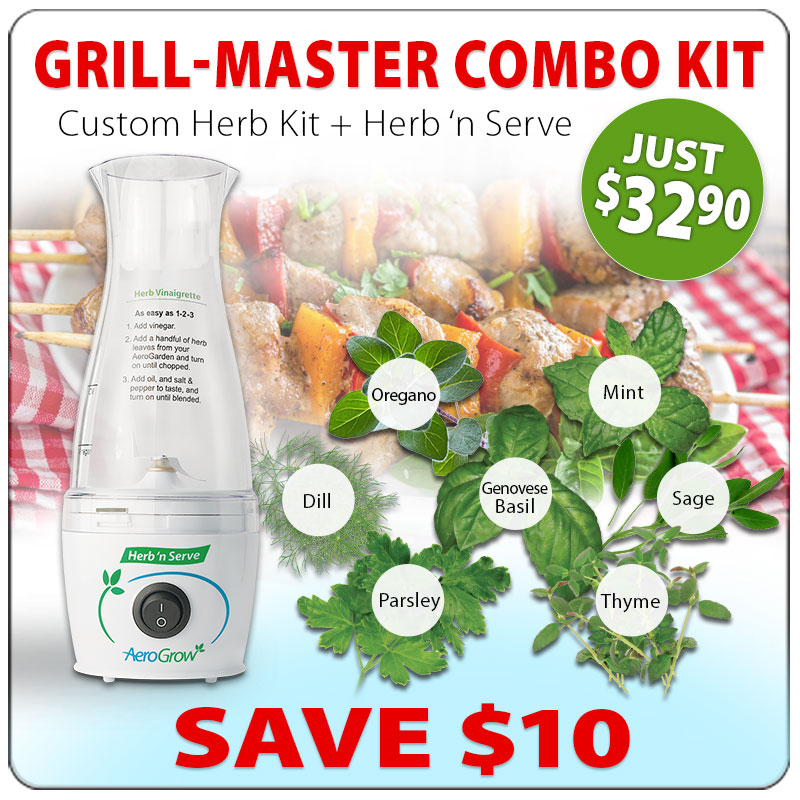 GRILL-MASTER COMBO KIT
Custom Herb Kit + Herb ‘n Serve
JUST
$3290
Herb Vinaigrette
As easy as 1-2-3
1. Add vinegar.
2. Add a handful of herb
leaves from your
AeroGarden and turn
on until chopped.
3. Add oil, and salt &
pepper to taste, and
turn on until blended.
Oregano
Mint
Dill
Genovese
Basil
Sage
Parsley
Thyme
Herb 'n Serve
I
O
AeroGrow
SAVE $10